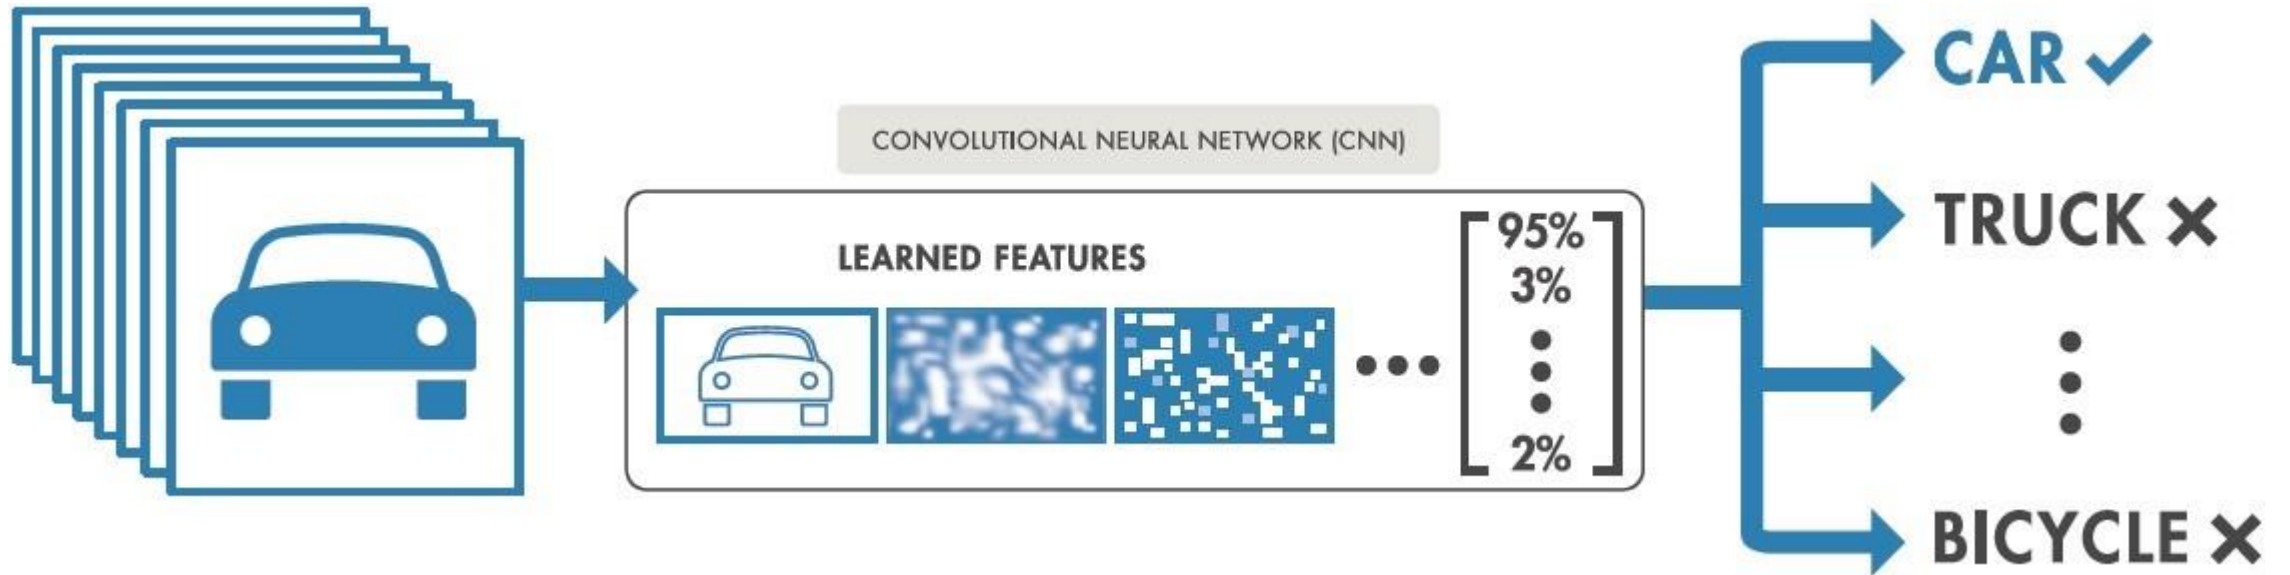 CONVOLUTIONAL NEURAL NETWORK (CNN)
LEARNED FEATURES
95%
3%
2%
CAR
TRUCK
BICYCLE